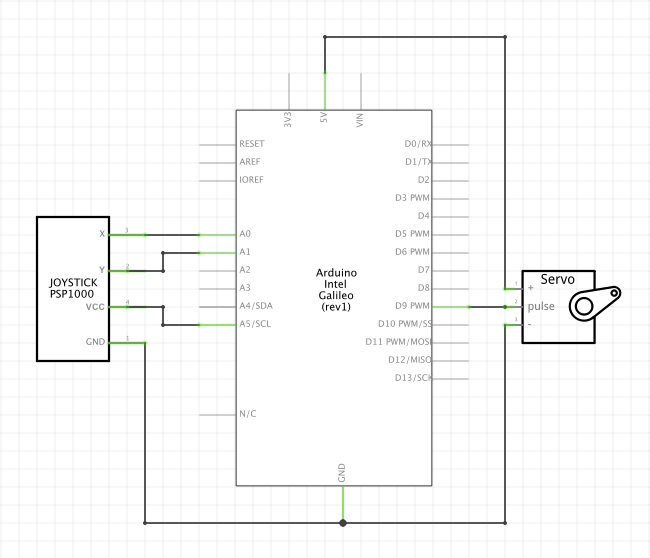 3V3
5V
VIN
RESET
AREF
IOREF
A0
A1
A2
A3
A4/SDA
A5/SCL
N/C
D0/RX
D1/TX
D2
D3 PWM
D4
D5 PWM
D6 PWM
D7
D8
D9 PWM
D10 PWM/SS
D11 PWM/MOSI
D12/MISO
D13/SCK
GND
Arduino
Intel
Galileo
(rev1)
JOYSTICK
PSP1000
X
3
Y
2
VCC
4
GND
1
Servo
1
+
2
pulse
3
-